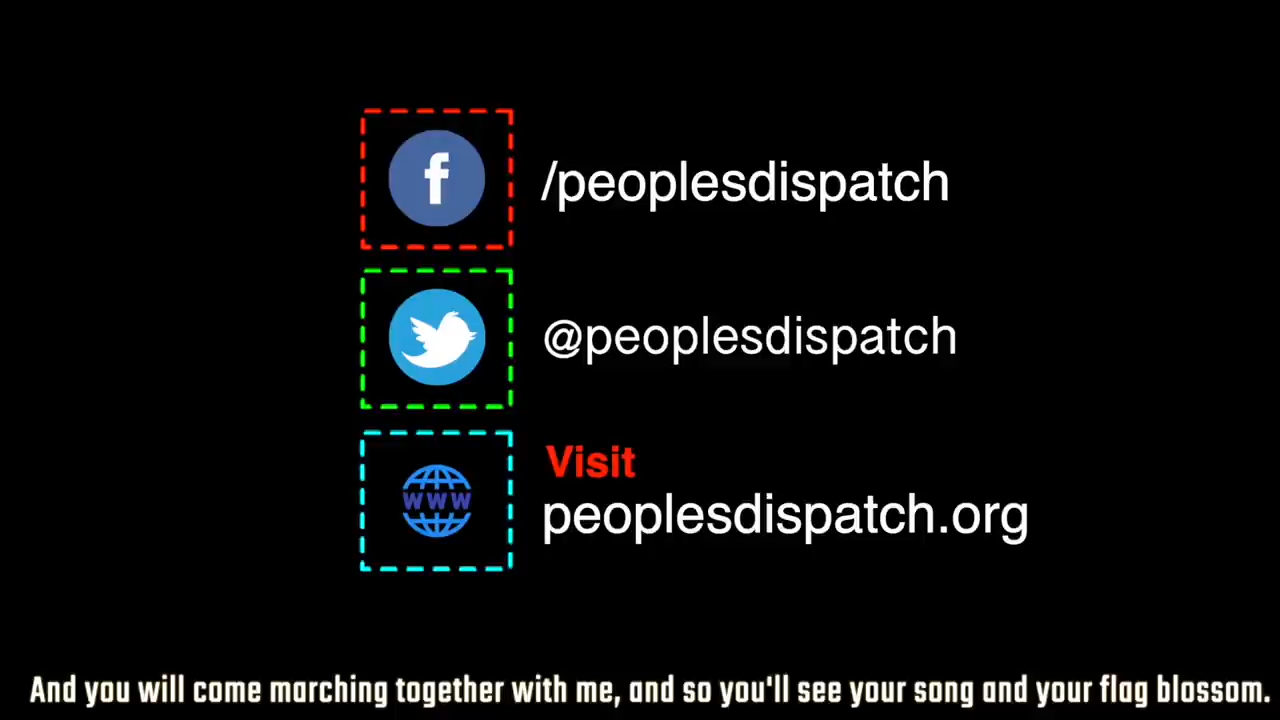 f
/peoplesdispatch
@peoplesdispatch
Visit
www
peoplesdispatch.org
And you will come marching together with me, and so you'll see your song and your flag blossom.